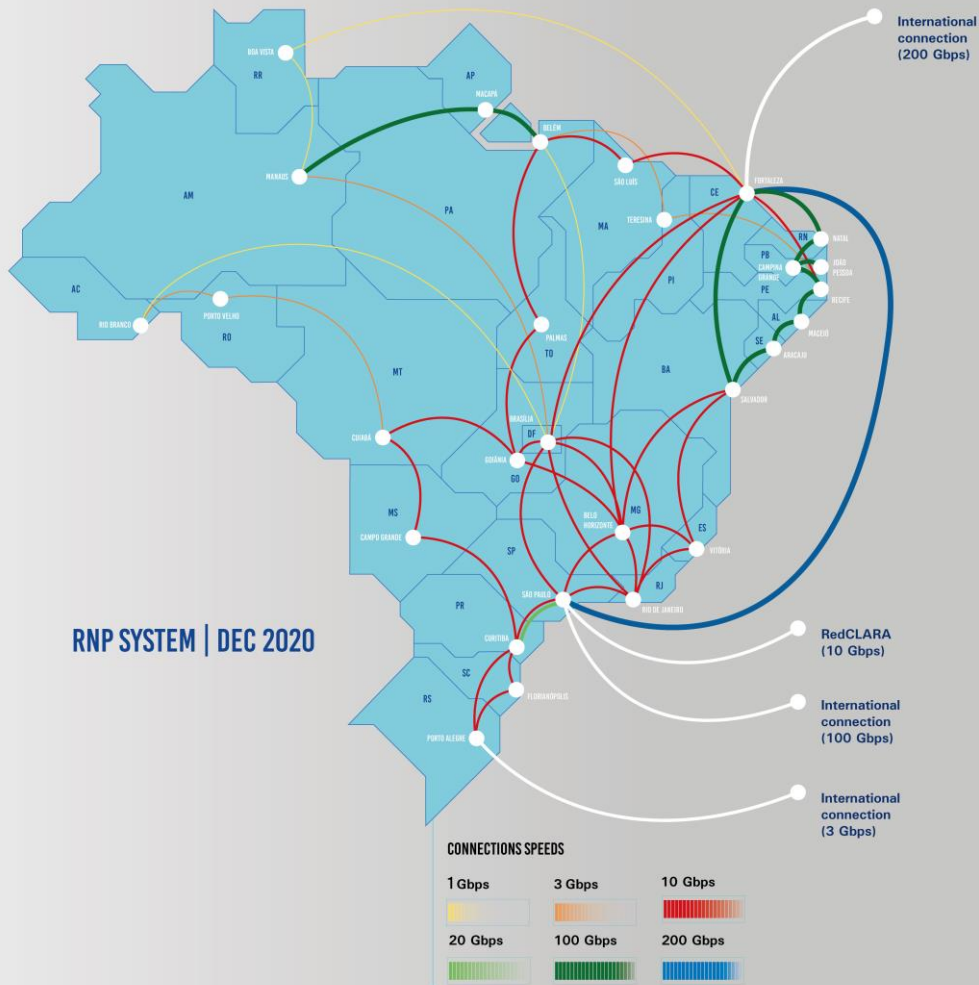 International
connection
(200 Gbps)
BOA VISTA
RR
AP
MACAPÁ
BELÉM
MANAUS
SÃO LUÍS
FORTALEZA
CE
AM
PA
MA
TERESINA
RN
NATAL
PB
JOÃO
PESSOA
CAMPINA
GRANDE
PI
PE
RECIFE
AC
RIO BRANCO
PORTO VELHO
RO
AL
MACEIÓ
SE
ARACAJU
PALMAS
TO
MT
BA
SALVADOR
BRASÍLIA
DF
CUIABÁ
GOIÂNIA
GO
MS
BELO
HORIZONTE
MG
ES
CAMPO GRANDE
SP
VITÓRIA
RJ
SÃO PAULO
RIO DE JANEIRO
PR
CURITIBA
RNP SYSTEM | DEC 2020
RedCLARA
(10 Gbps)
SC
FLORIANÓPOLIS
RS
International
connection
(100 Gbps)
PORTO ALEGRE
International
connection
(3 Gbps)
CONNECTIONS SPEEDS
1 Gbps
3 Gbps
10 Gbps
20 Gbps
100 Gbps
200 Gbps